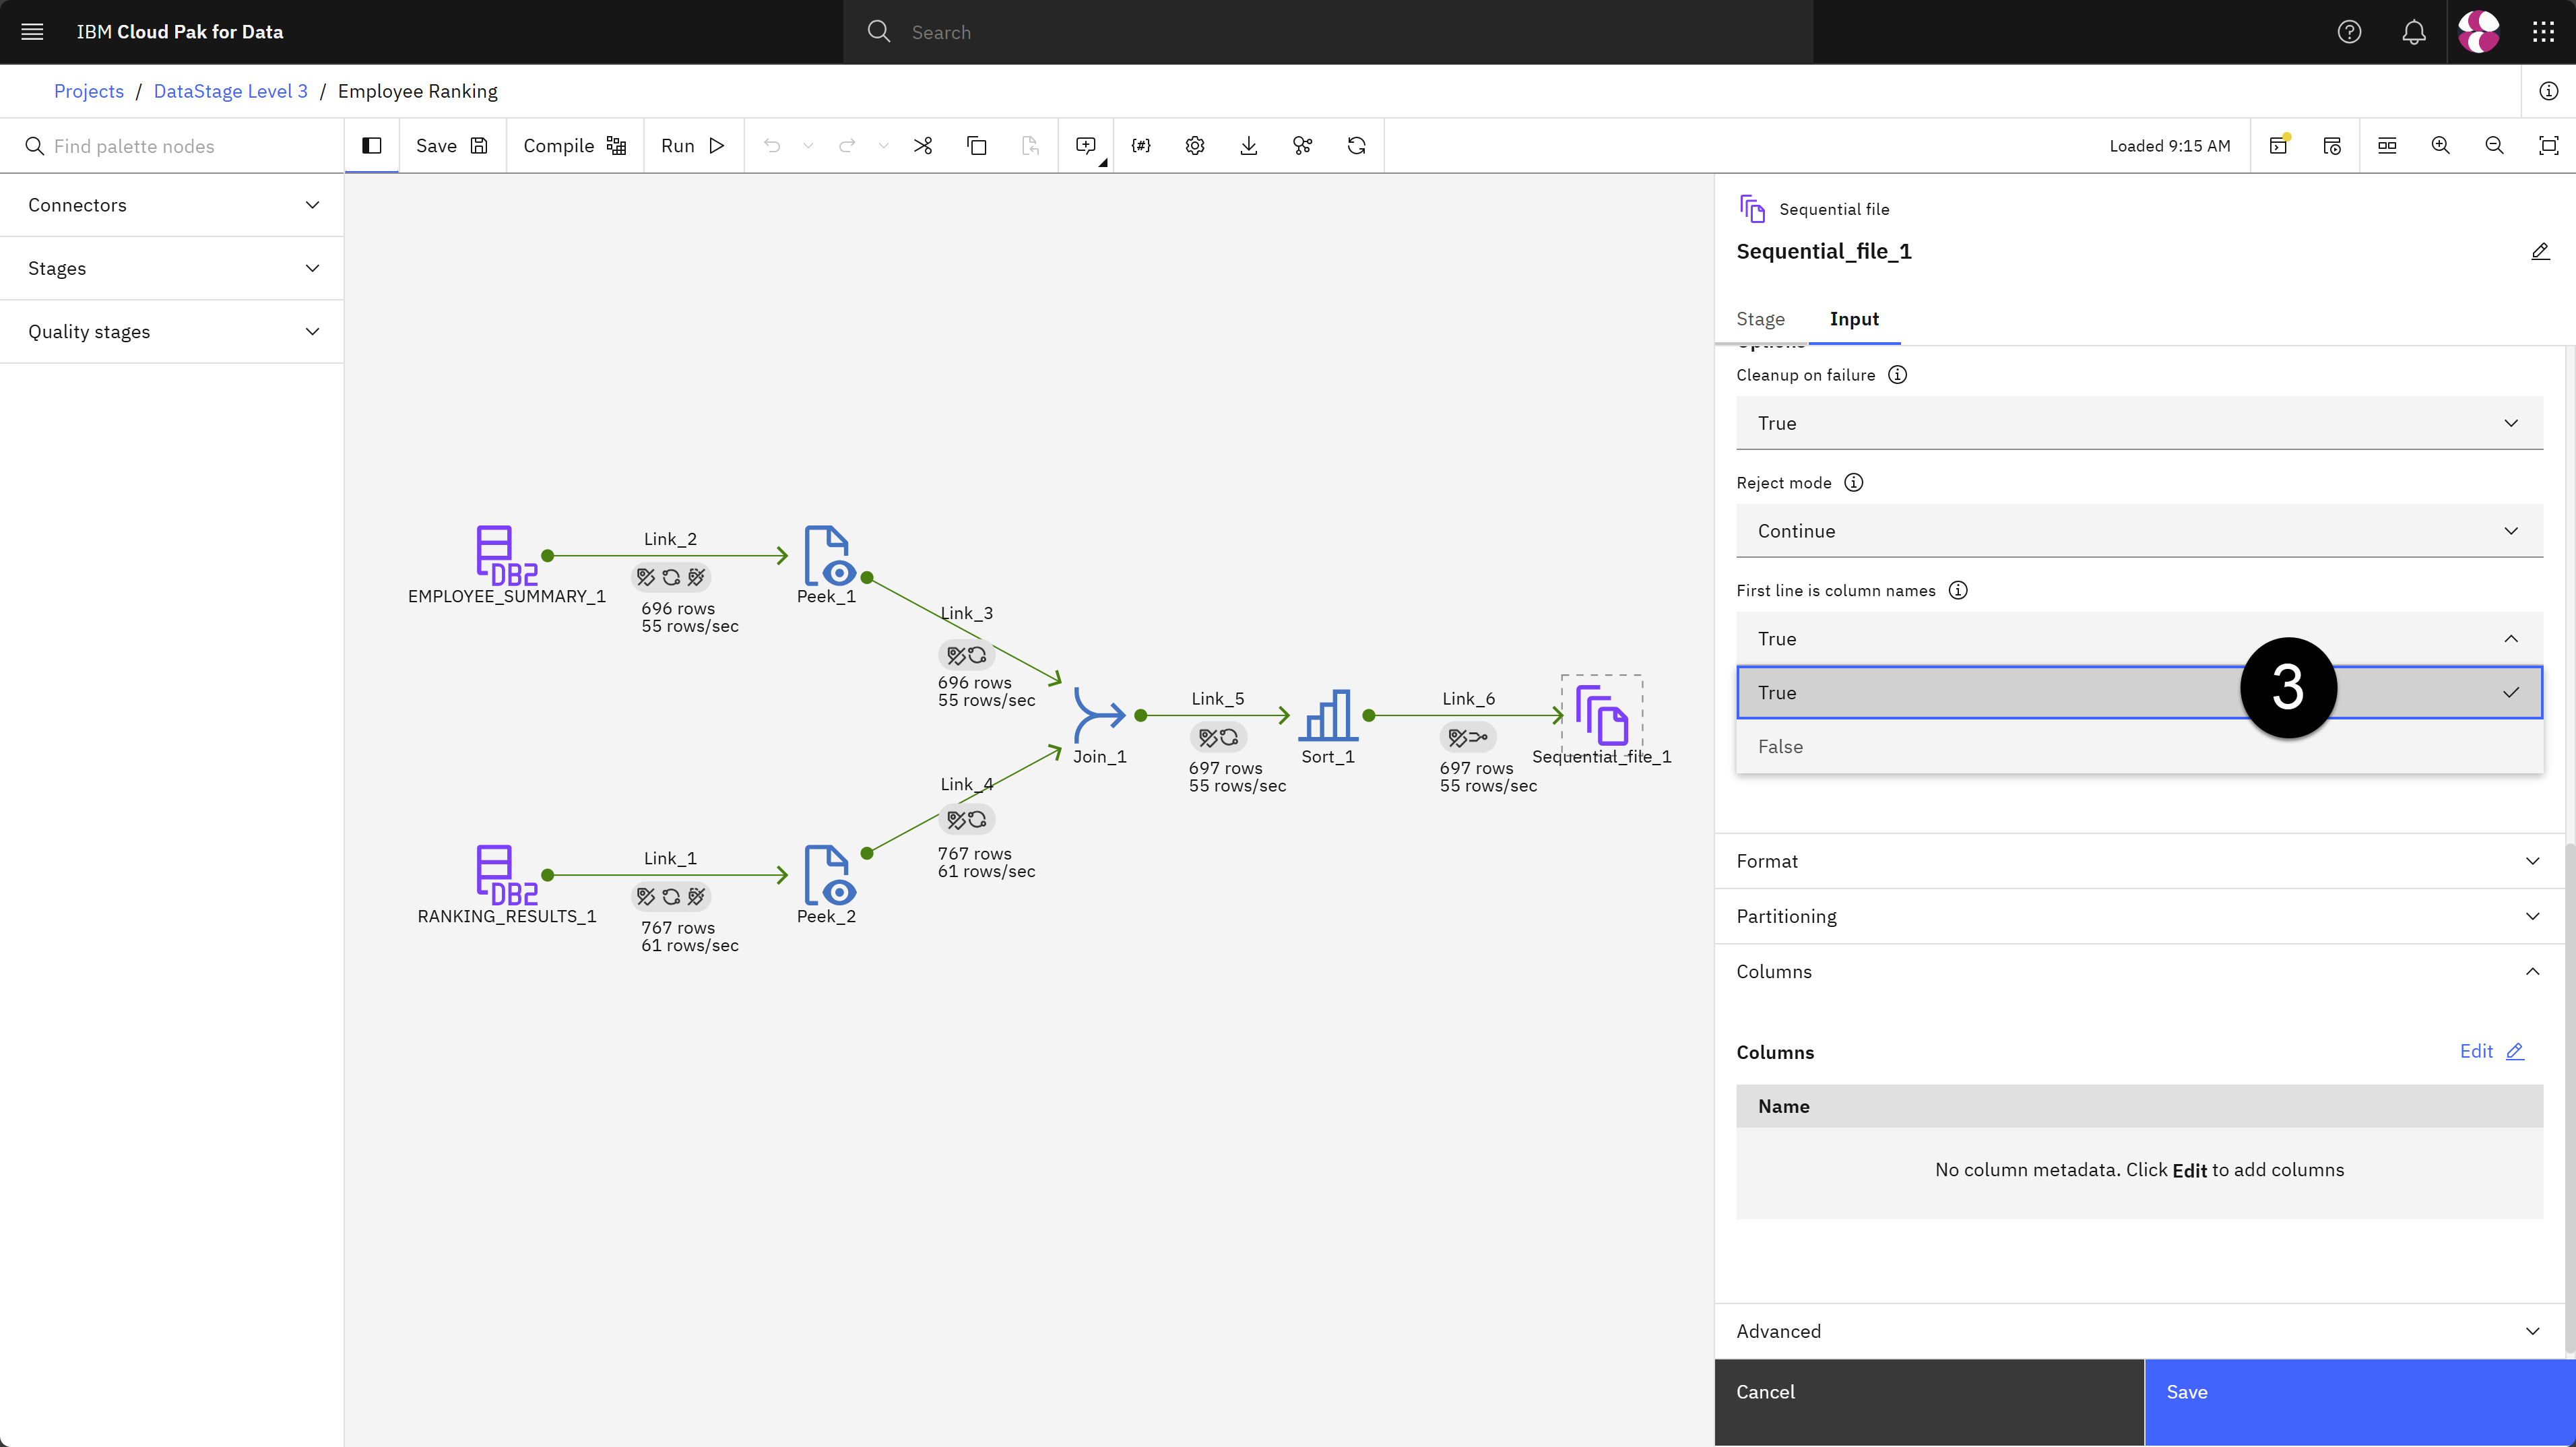 IBM Cloud Pak for Data
Search
Projects / DataStage Level 3 / Employee Ranking
Find palette nodes
Save
Compile
Run
{#}
Loaded 9:15 AM
Connectors
Stages
Quality stages
Link_2
DB2
EMPLOYEE_SUMMARY_1
696 rows
55 rows/sec
Peek_1
Link_3
696 rows
55 rows/sec
Join_1
Link_5
697 rows
55 rows/sec
Sort_1
Link_6
697 rows
55 rows/sec
Sequential_file_1
Link_4
767 rows
61 rows/sec
Link_1
DB2
RANKING_RESULTS_1
767 rows
61 rows/sec
Peek_2
Sequential file
Sequential_file_1
Stage
Input
Options
Cleanup on failure
True
Reject mode
Continue
First line is column names
True
True
3
False
Format
Partitioning
Columns
Columns
Edit
Name
No column metadata. Click Edit to add columns
Advanced
Cancel
Save